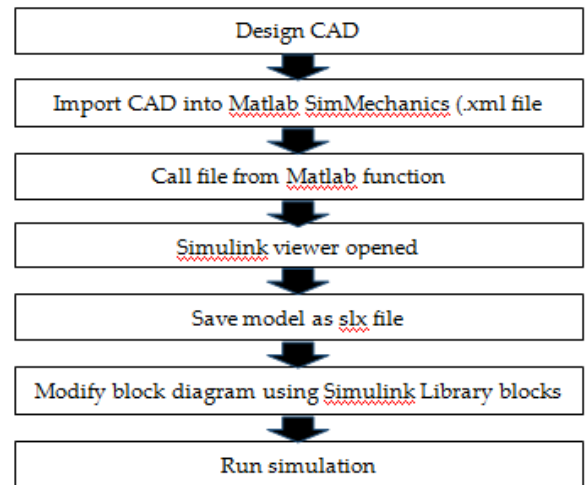 Design CAD
Import CAD into Matlab SimMechanics (.xml file
Call file from Matlab function
Simulink viewer opened
Save model as slx file
Modify block diagram using Simulink Library blocks
Run simulation